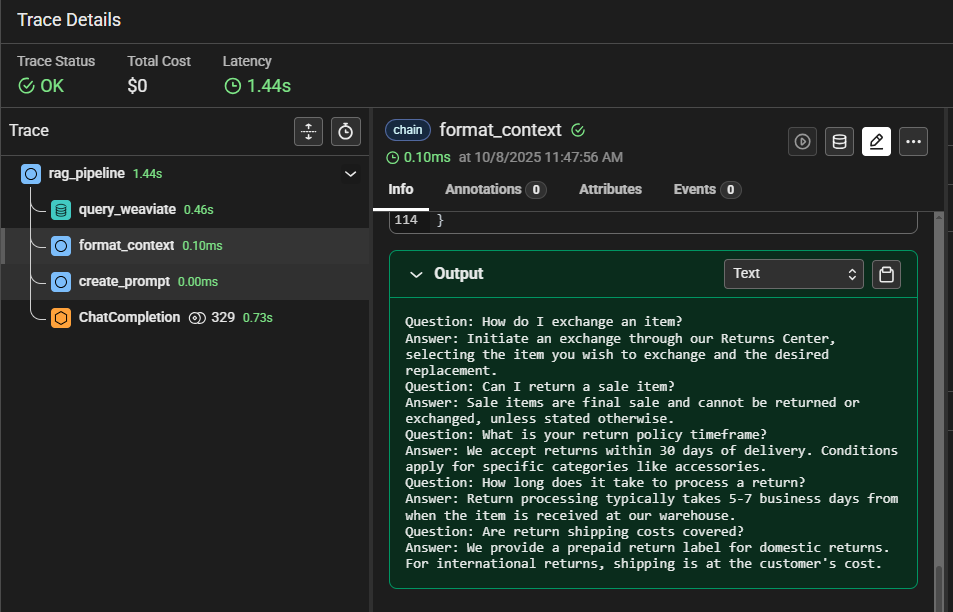 Trace Details
Trace Status
Total Cost
Latency
OK
$0
1.44s
Trace
rag_pipeline 1.44s
query_weaviate 0.46s
format_context 0.10ms
create_prompt 0.00ms
ChatCompletion 329 0.73s
chain format_context
0.10ms at 10/8/2025 11:47:56 AM
Info Annotations 0 Attributes Events 0
114 }
Output
Text
Question: How do I exchange an item?
Answer: Initiate an exchange through our Returns Center,
selecting the item you wish to exchange and the desired
replacement.
Question: Can I return a sale item?
Answer: Sale items are final sale and cannot be returned or
exchanged, unless stated otherwise.
Question: What is your return policy timeframe?
Answer: We accept returns within 30 days of delivery. Conditions
apply for specific categories like accessories.
Question: How long does it take to process a return?
Answer: Return processing typically takes 5-7 business days from
when the item is received at our warehouse.
Question: Are return shipping costs covered?
Answer: We provide a prepaid return label for domestic returns.
For international returns, shipping is at the customer's cost.